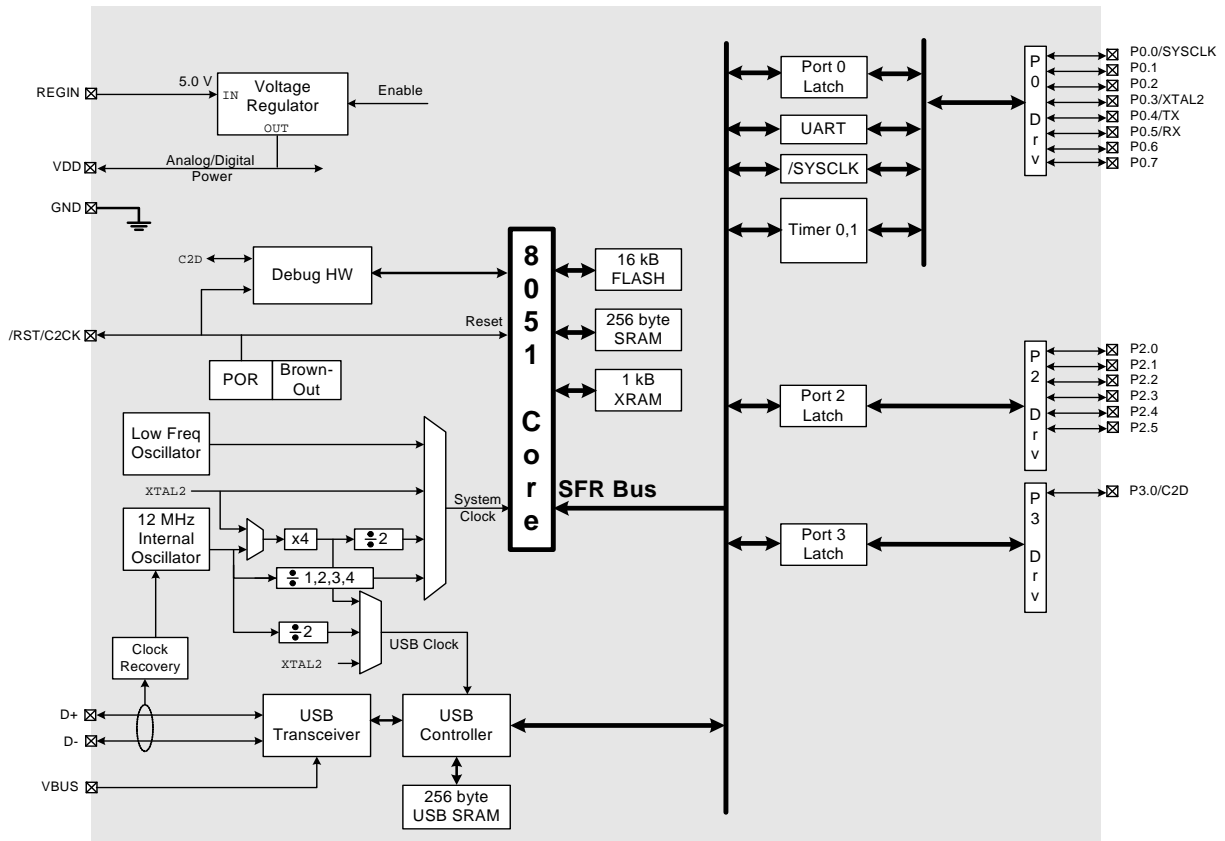 REGIN
5.0 V
IN
Voltage
Regulator
OUT
Enable
VDD
Analog/Digital
Power
GND
C2D
Debug HW
/RST/C2CK
Reset
POR
Brown-
Out
Low Freq
Oscillator
XTAL2
12 MHz
Internal
Oscillator
x4
÷2
÷ 1,2,3,4
÷2
XTAL2
System
Clock
USB Clock
Clock
Recovery
D+
D-
VBUS
USB
Transceiver
USB
Controller
256 byte
USB SRAM
8
0
5
1
C
o
r
e
16 kB
FLASH
256 byte
SRAM
1 kB
XRAM
SFR Bus
Port 0
Latch
UART
/SYSCLK
Timer 0,1
Port 2
Latch
Port 3
Latch
P
0
D
r
v
P0.0/SYSCLK
P0.1
P0.2
P0.3/XTAL2
P0.4/TX
P0.5/RX
P0.6
P0.7
P
2
D
r
v
P2.0
P2.1
P2.2
P2.3
P2.4
P2.5
P
3
D
r
v
P3.0/C2D